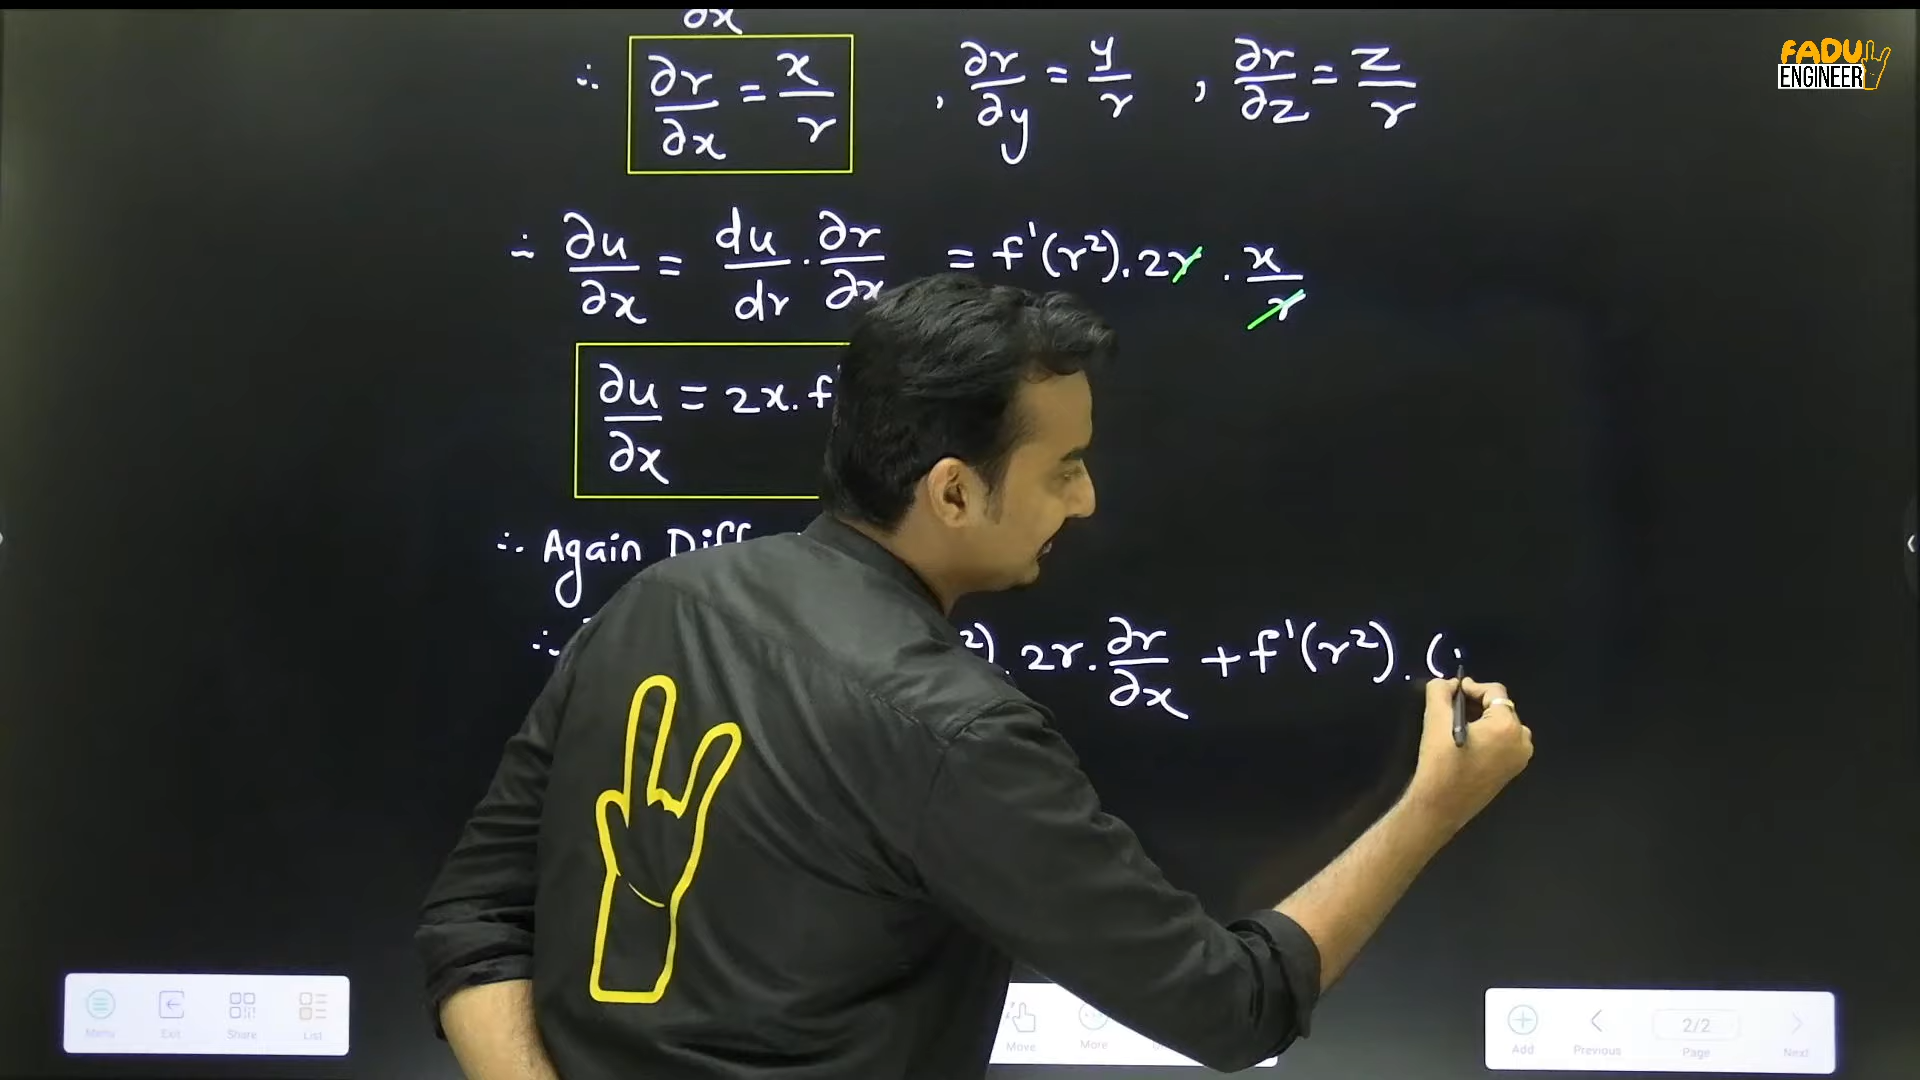 ∂x
∴ ∂r/∂x = x/r , ∂r/∂y = y/r , ∂r/∂z = z/r
FADU
ENGINEER
∴ ∂u/∂x = du/dr . ∂r/∂x = f'(r²).2r . x/r
∂u/∂x = 2x.f
∴ Again Diff
∴ ²).2r.∂r/∂x + f'(r²).(
Menu Exit Share List
Move More
Add Previous 2/2 Page Next